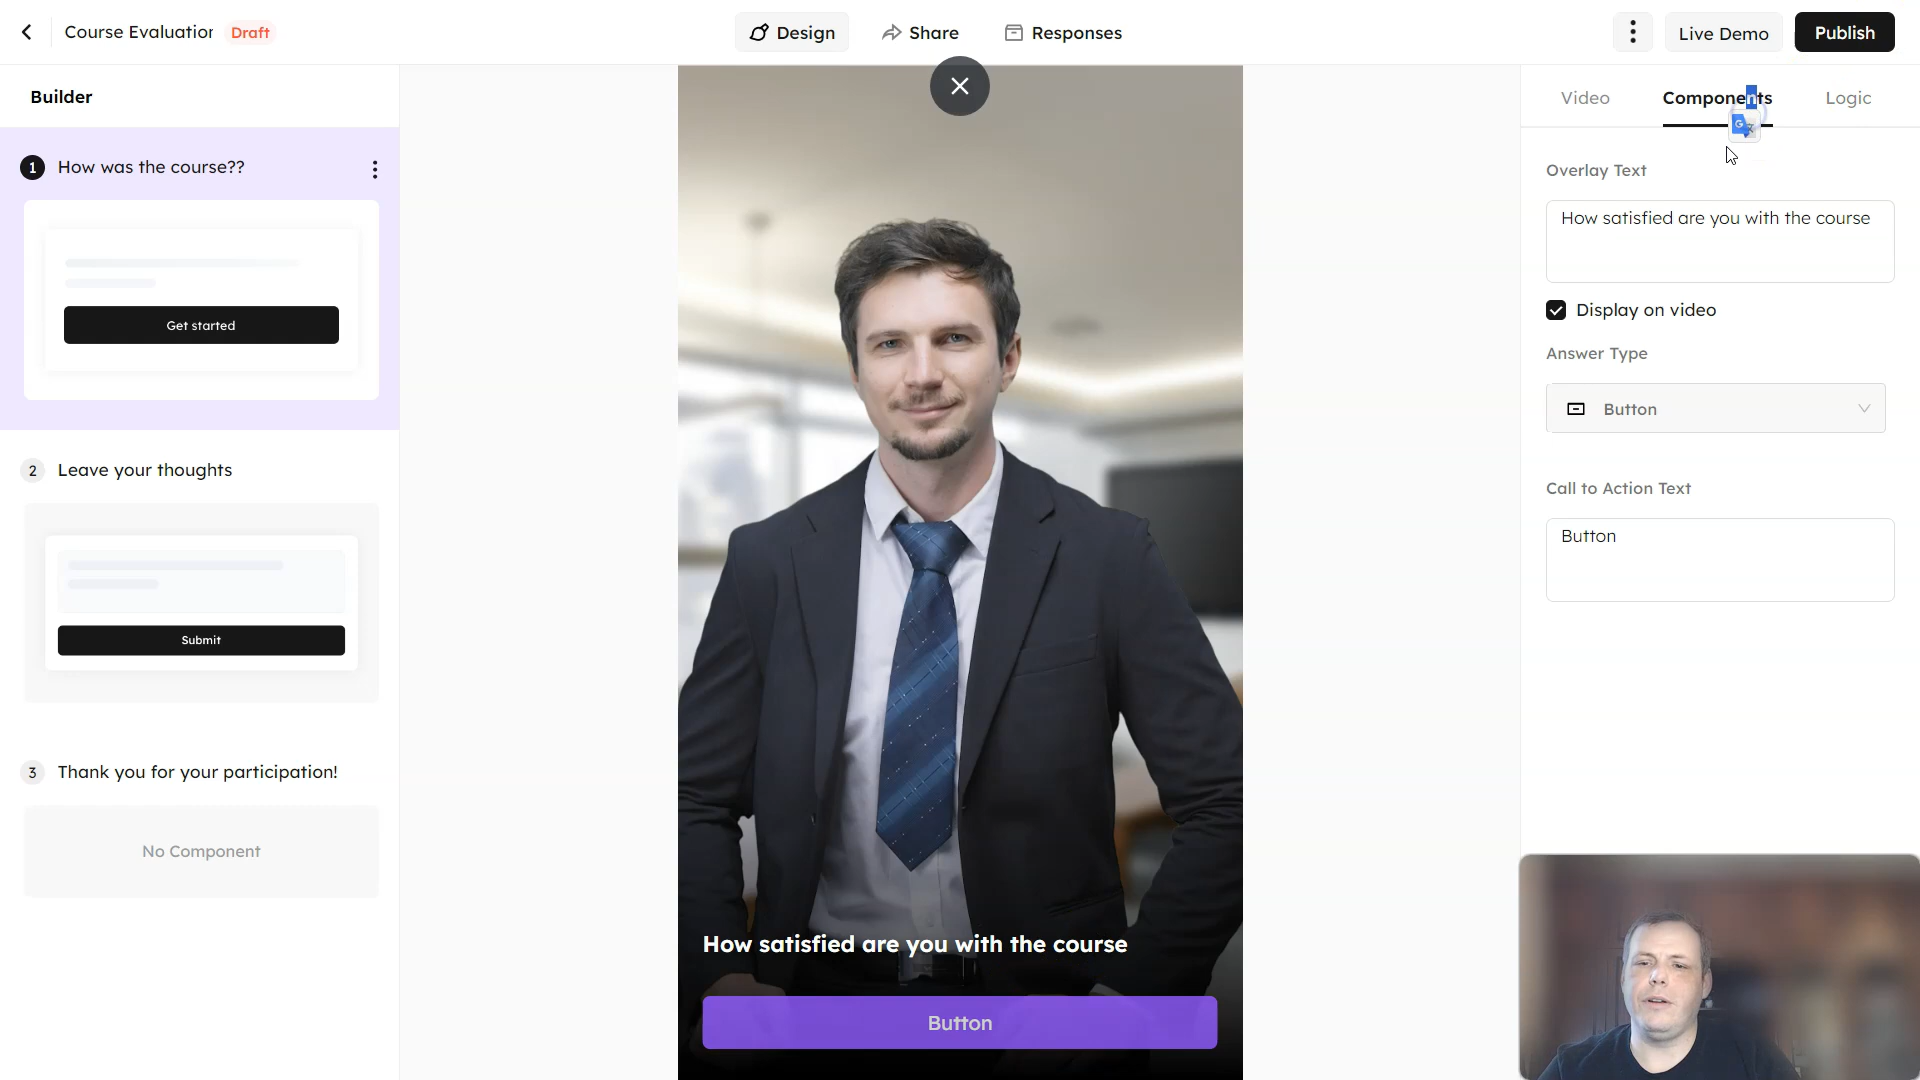 Course Evaluation
Draft
Design
Share
Responses
Live Demo
Publish
Builder
1
How was the course??
Get started
2
Leave your thoughts
Submit
3
Thank you for your participation!
No Component
How satisfied are you with the course
Button
Video
Components
Logic
Overlay Text
How satisfied are you with the course
Display on video
Answer Type
Button
Call to Action Text
Button